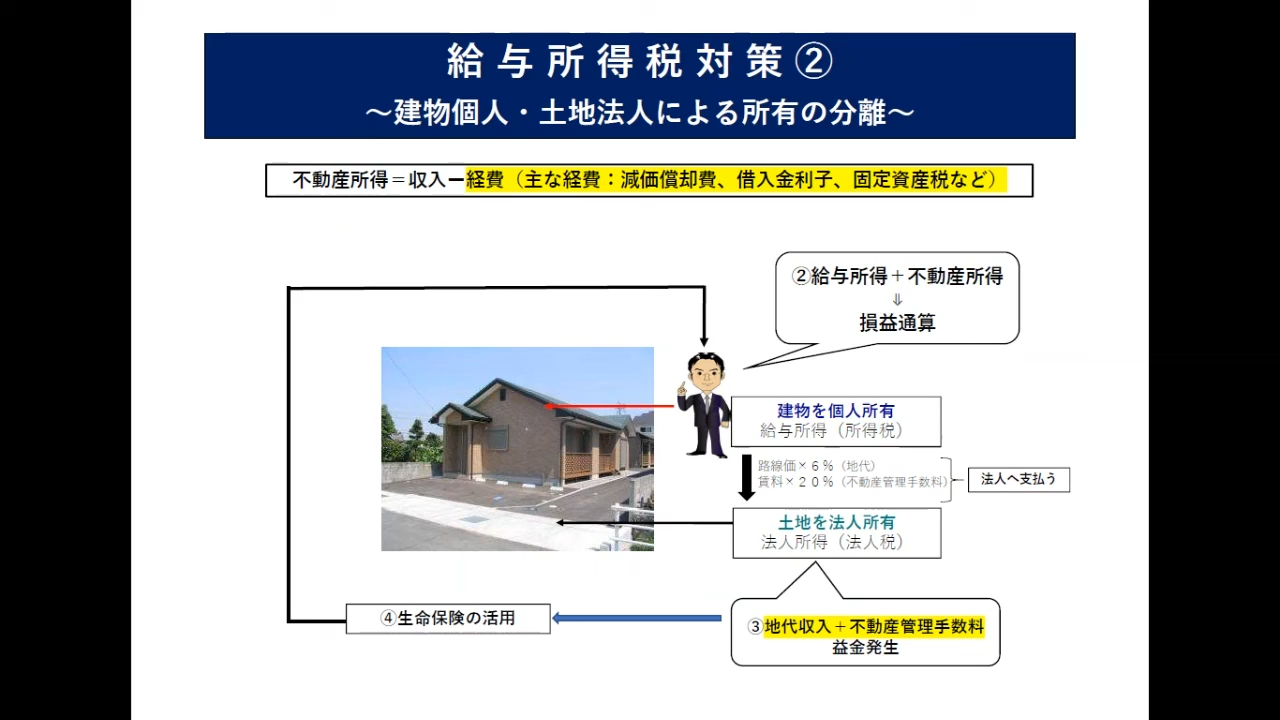 給与所得税対策②
～建物個人・土地法人による所有の分離～
不動産所得＝収入ー経費（主な経費：減価償却費、借入金利子、固定資産税など）
②給与所得＋不動産所得
⇓
損益通算
建物を個人所有
給与所得（所得税）
路線価×６％（地代）
賃料×２０％（不動産管理手数料）
法人へ支払う
土地を法人所有
法人所得（法人税）
④生命保険の活用
③地代収入＋不動産管理手数料
益金発生